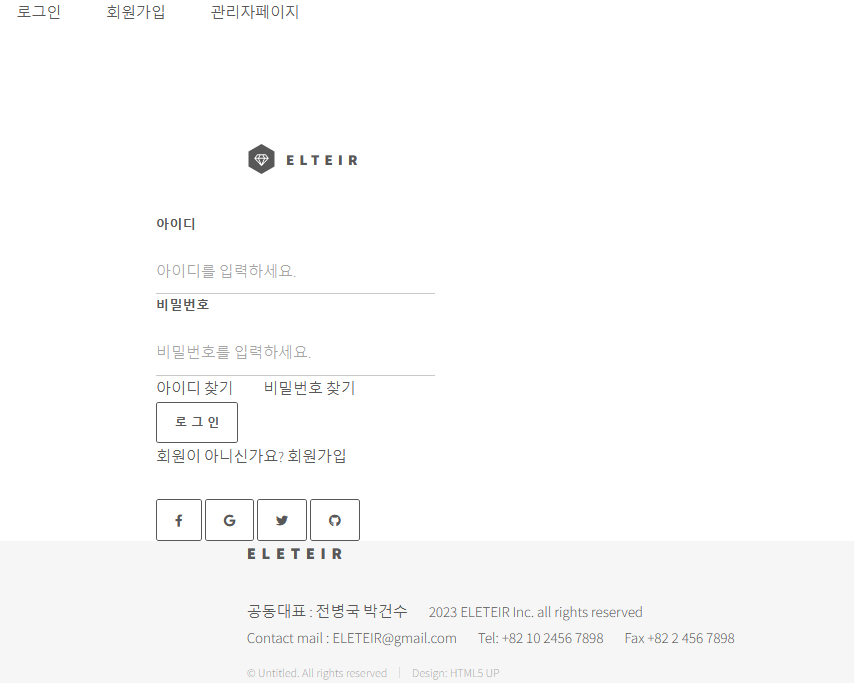 로그인 회원가입 관리자페이지
ELTEIR
아이디
아이디를 입력하세요.
비밀번호
비밀번호를 입력하세요.
아이디 찾기 비밀번호 찾기
로그인
회원이 아니신가요? 회원가입
ELETEIR
공동대표 : 전병국 박건수 2023 ELETEIR Inc. all rights reserved
Contact mail : ELETEIR@gmail.com Tel: +82 10 2456 7898 Fax +82 2 456 7898
© Untitled. All rights reserved Design: HTML5 UP